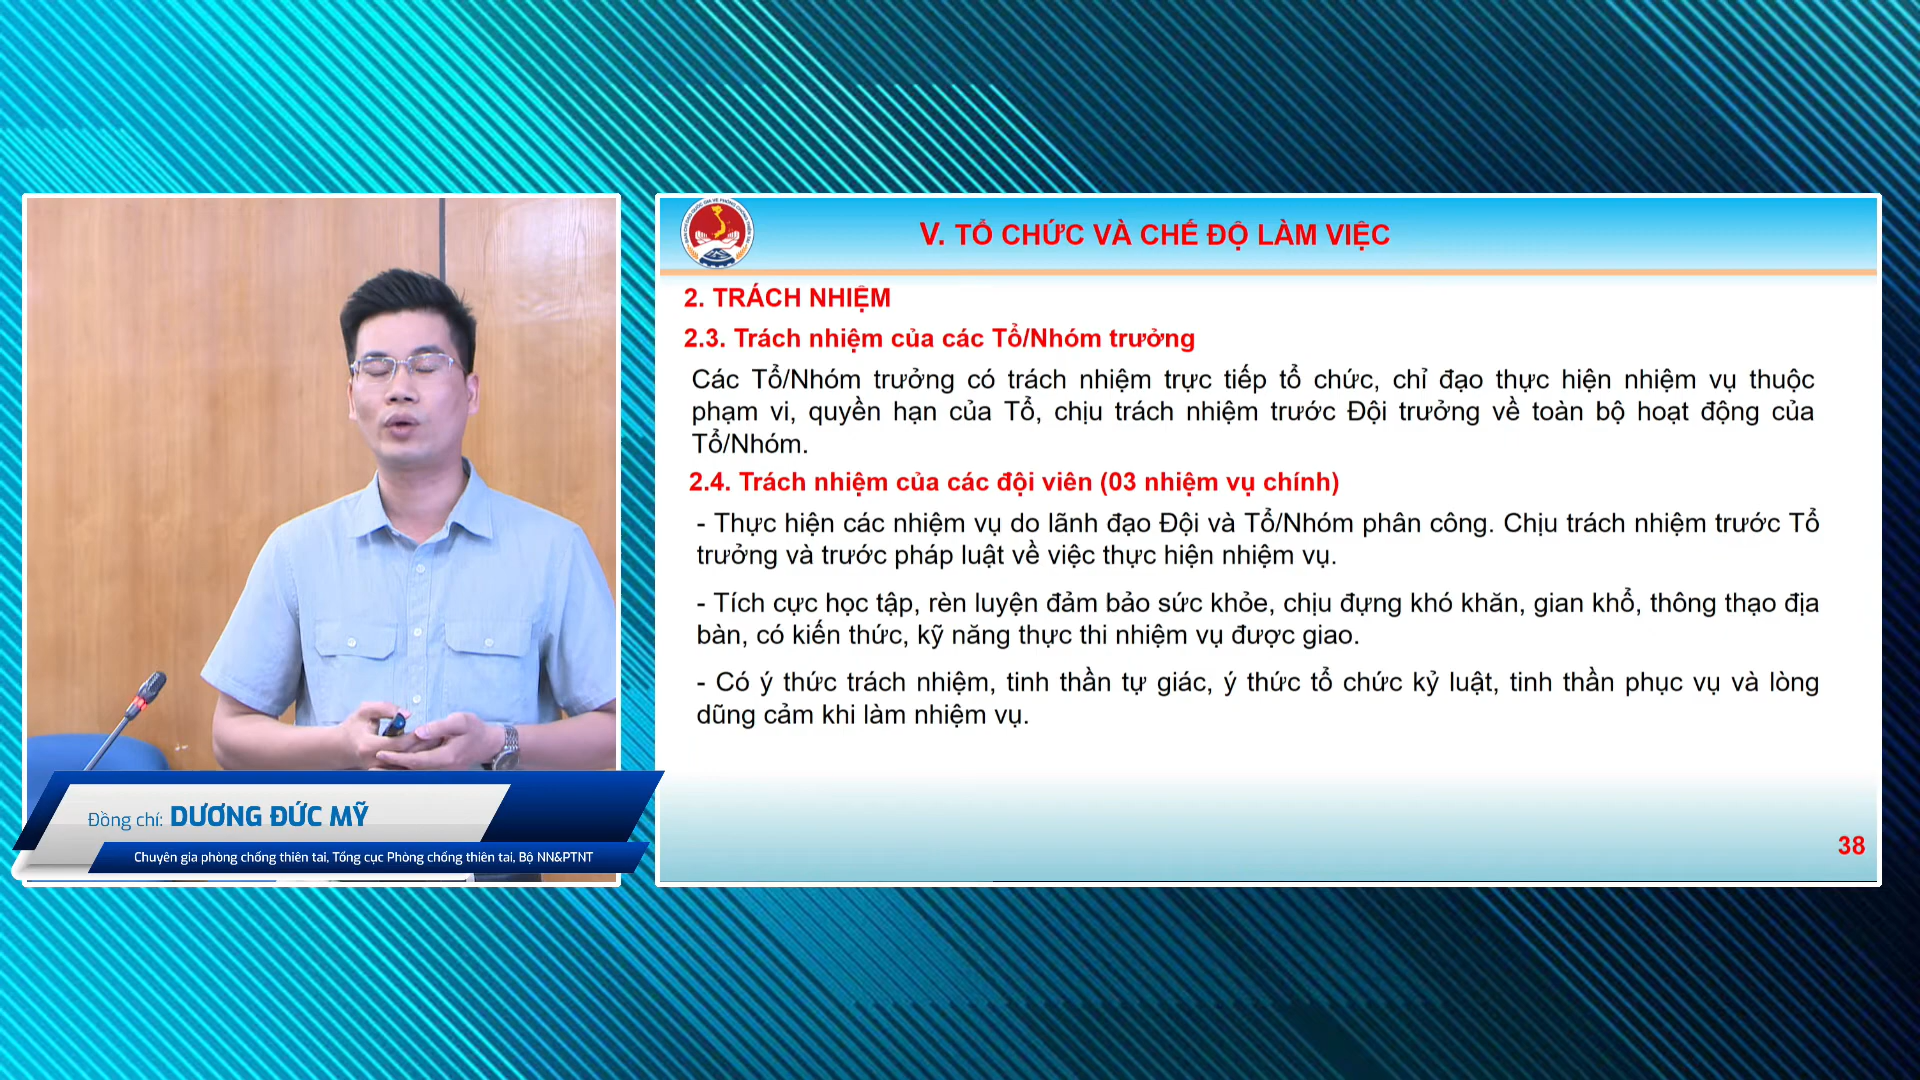 V. TỔ CHỨC VÀ CHẾ ĐỘ LÀM VIỆC
2. TRÁCH NHIỆM
2.3. Trách nhiệm của các Tổ/Nhóm trưởng
Các Tổ/Nhóm trưởng có trách nhiệm trực tiếp tổ chức, chỉ đạo thực hiện nhiệm vụ thuộc
phạm vi, quyền hạn của Tổ, chịu trách nhiệm trước Đội trưởng về toàn bộ hoạt động của
Tổ/Nhóm.
2.4. Trách nhiệm của các đội viên (03 nhiệm vụ chính)
- Thực hiện các nhiệm vụ do lãnh đạo Đội và Tổ/Nhóm phân công. Chịu trách nhiệm trước Tổ
trưởng và trước pháp luật về việc thực hiện nhiệm vụ.
- Tích cực học tập, rèn luyện đảm bảo sức khỏe, chịu đựng khó khăn, gian khổ, thông thạo địa
bàn, có kiến thức, kỹ năng thực thi nhiệm vụ được giao.
- Có ý thức trách nhiệm, tinh thần tự giác, ý thức tổ chức kỷ luật, tinh thần phục vụ và lòng
dũng cảm khi làm nhiệm vụ.
38
Đồng chí: DƯƠNG ĐỨC MỸ
Chuyên gia phòng chống thiên tai, Tổng cục Phòng chống thiên tai, Bộ NN&PTNT